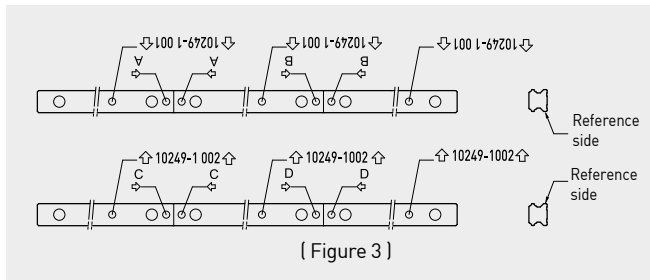 ⇩ 10249-1 001 ⇩ ⇩ 10249-1 001 ⇩ ⇩ 10249-1 001 ⇩
A A B B
Reference
side
⇧ 10249-1 002 ⇧ ⇧ 10249-1002 ⇧ ⇧ 10249-1002 ⇧
C C D D
Reference
side
( Figure 3 )